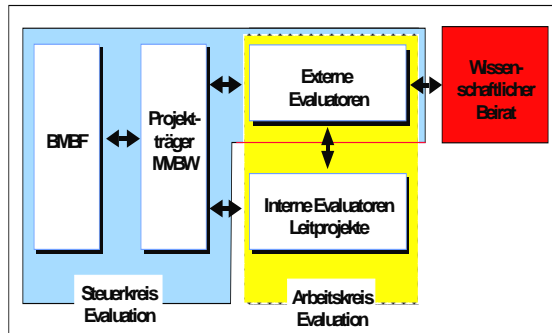 BMBF
Projekt-
träger
MVBW
Externe
Evaluatoren
Wissen-
schaftlicher
Beirat
Interne Evaluatoren
Leitprojekte
Steuerkreis
Evaluation
Arbeitskreis
Evaluation